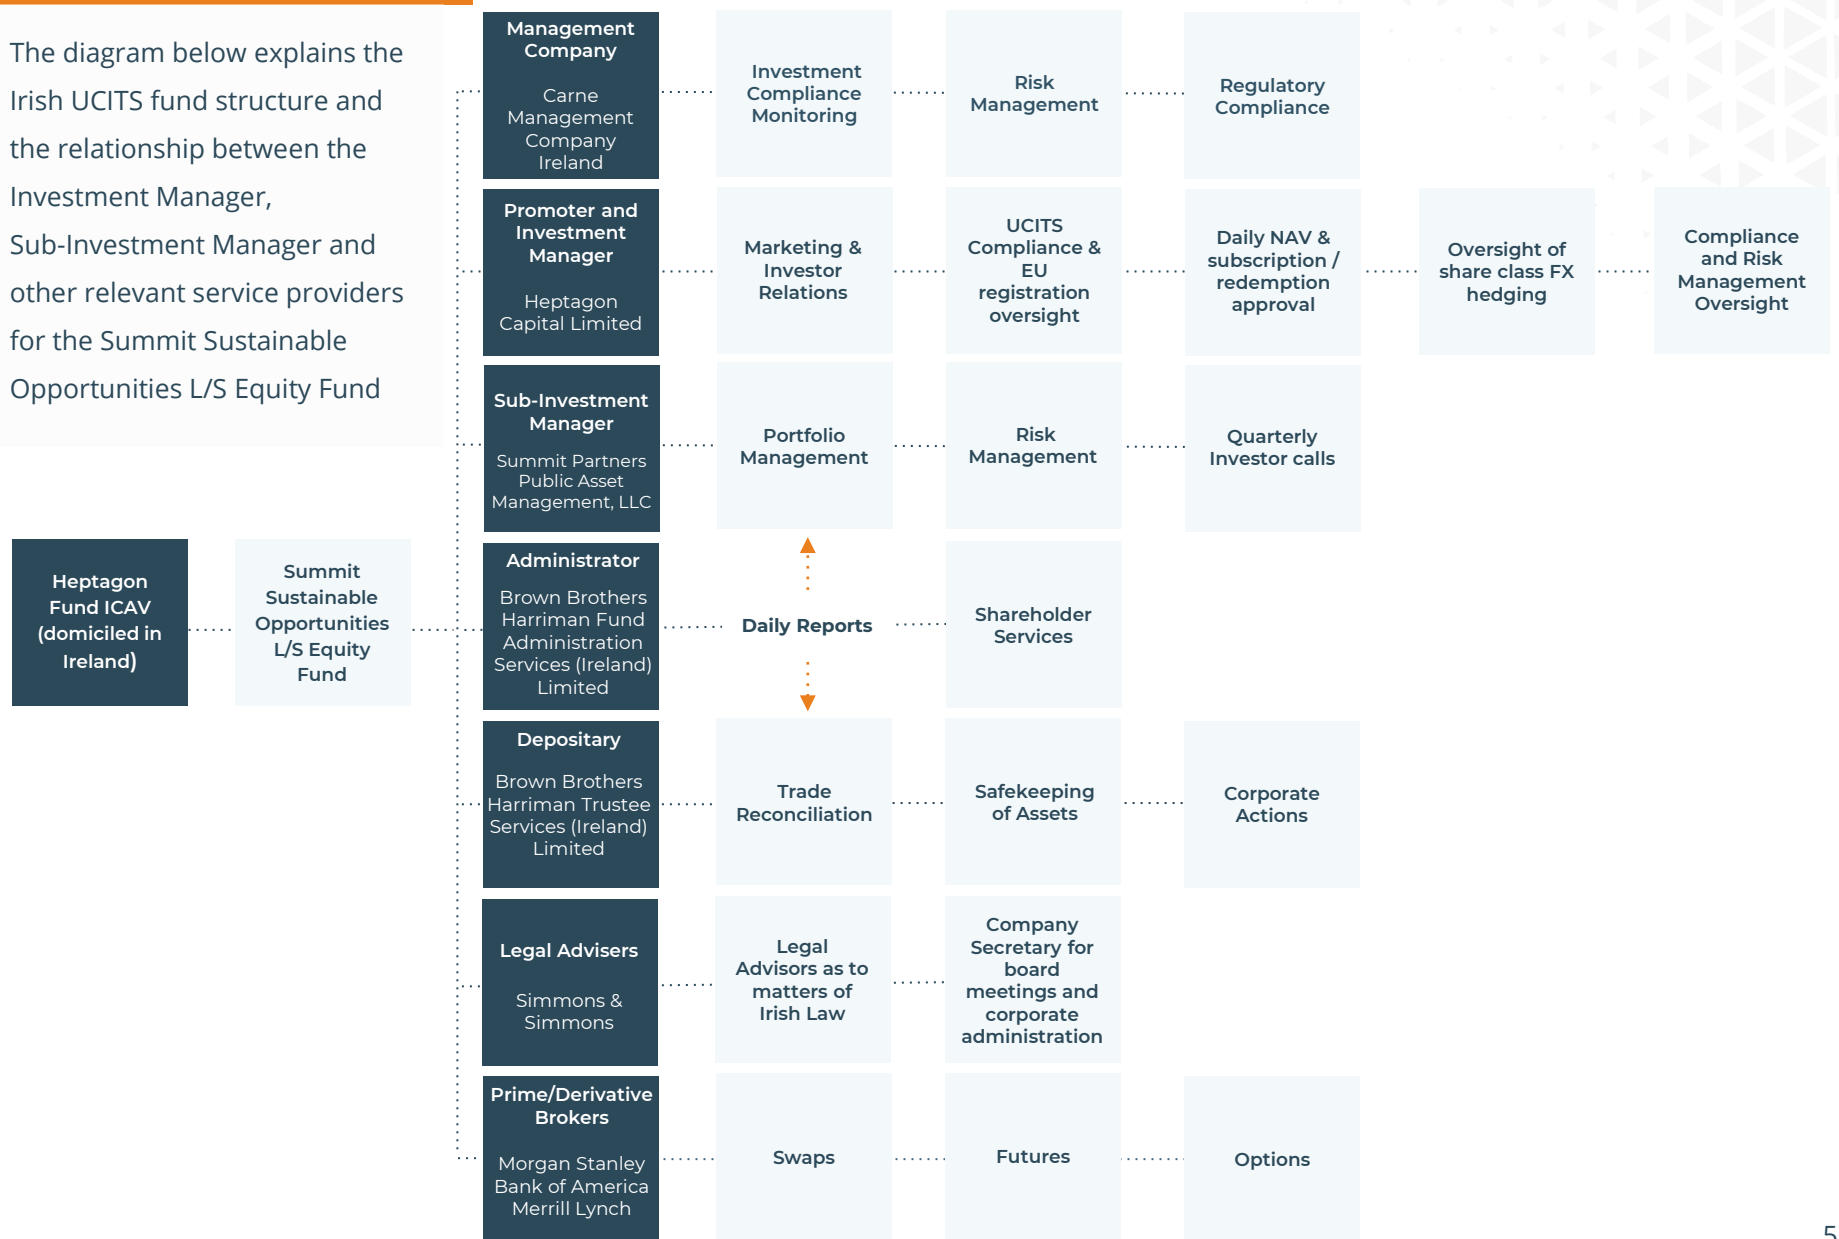 The diagram below explains the
Irish UCITS fund structure and
the relationship between the
Investment Manager,
Sub-Investment Manager and
other relevant service providers
for the Summit Sustainable
Opportunities L/S Equity Fund
Heptagon
Fund ICAV
(domiciled in
Ireland)
Summit
Sustainable
Opportunities
L/S Equity
Fund
Management
Company
Carne
Management
Company
Ireland
Investment
Compliance
Monitoring
Risk
Management
Regulatory
Compliance
Promoter and
Investment
Manager
Heptagon
Capital Limited
Marketing &
Investor
Relations
UCITS
Compliance &
EU
registration
oversight
Daily NAV &
subscription /
redemption
approval
Oversight of
share class FX
hedging
Compliance
and Risk
Management
Oversight
Sub-Investment
Manager
Summit Partners
Public Asset
Management, LLC
Portfolio
Management
Risk
Management
Quarterly
Investor calls
Administrator
Brown Brothers
Harriman Fund
Administration
Services (Ireland)
Limited
Daily Reports
Shareholder
Services
Depositary
Brown Brothers
Harriman Trustee
Services (Ireland)
Limited
Trade
Reconciliation
Safekeeping
of Assets
Corporate
Actions
Legal Advisers
Simmons &
Simmons
Legal
Advisors as to
matters of
Irish Law
Company
Secretary for
board
meetings and
corporate
administration
Prime/Derivative
Brokers
Morgan Stanley
Bank of America
Merrill Lynch
Swaps
Futures
Options
5